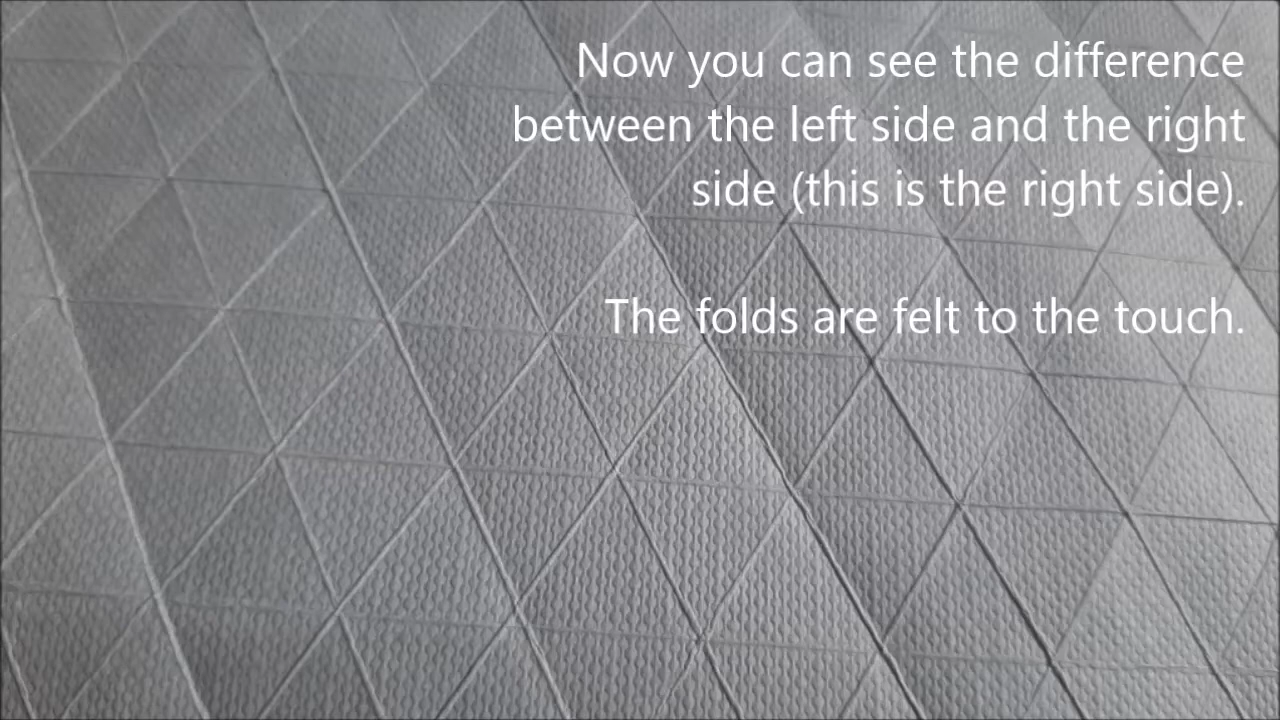 Now you can see the difference
between the left side and the right
side (this is the right side).
The folds are felt to the touch.